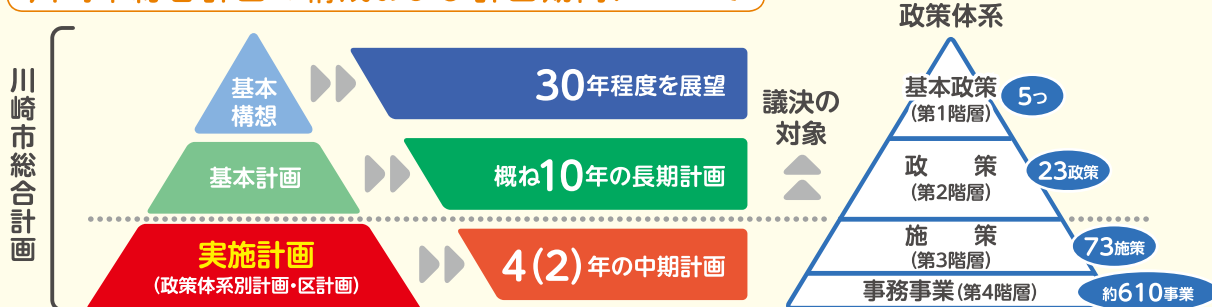 政策体系
川崎市総合計画
基本
構想
30年程度を展望
基本計画
概ね10年の長期計画
実施計画
(政策体系別計画・区計画)
4(2)年の中期計画
議決の
対象
基本政策
(第1階層)
5つ
政 策
(第2階層)
23政策
施 策
(第3階層)
73施策
事務事業(第4階層)
約610事業